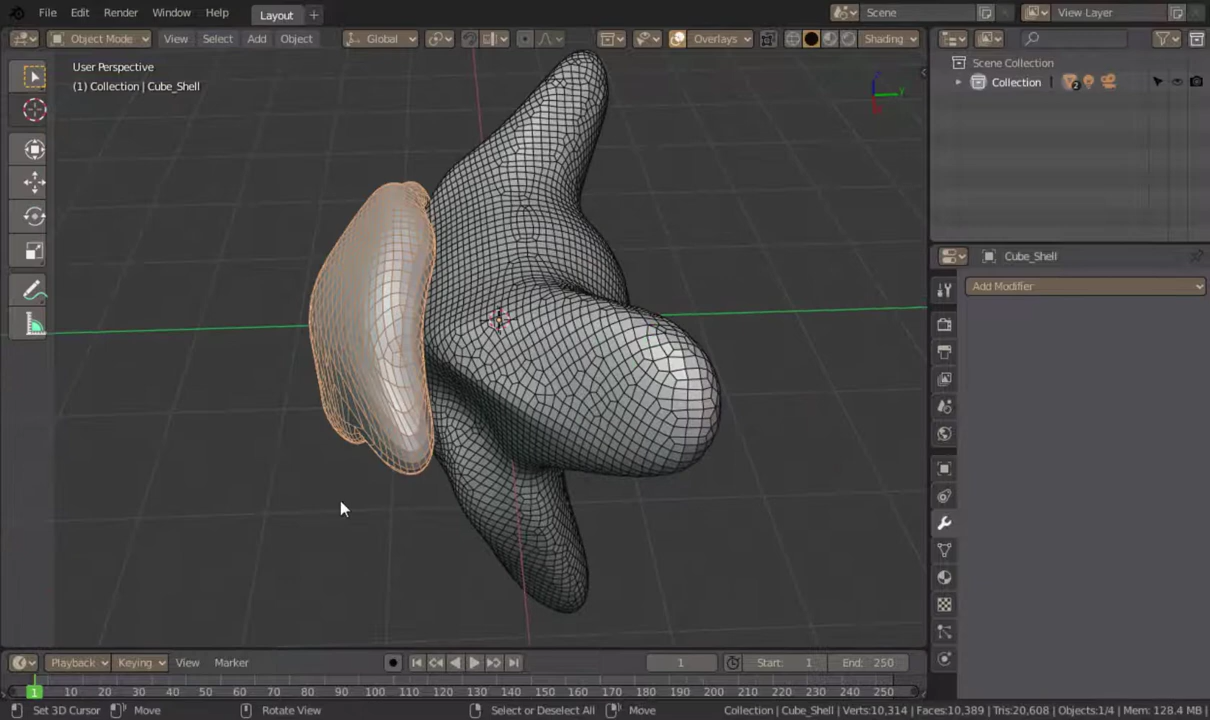 File Edit Render Window Help Layout + Scene View Layer
Object Mode View Select Add Object Global Overlays Shading
User Perspective
(1) Collection | Cube_Shell
Scene Collection
Collection 2
Cube_Shell
Add Modifier
Playback Keying View Marker 1 Start: 1 End: 250
1 10 20 30 40 50 60 70 80 90 100 110 120 130 140 150 160 170 180 190 200 210 220 230 240 250
Set 3D Cursor Move Rotate View Select or Deselect All Move Collection | Cube_Shell | Verts:10,314 | Faces:10,389 | Tris:20,608 | Objects:1/4 | Mem: 128.4 MB